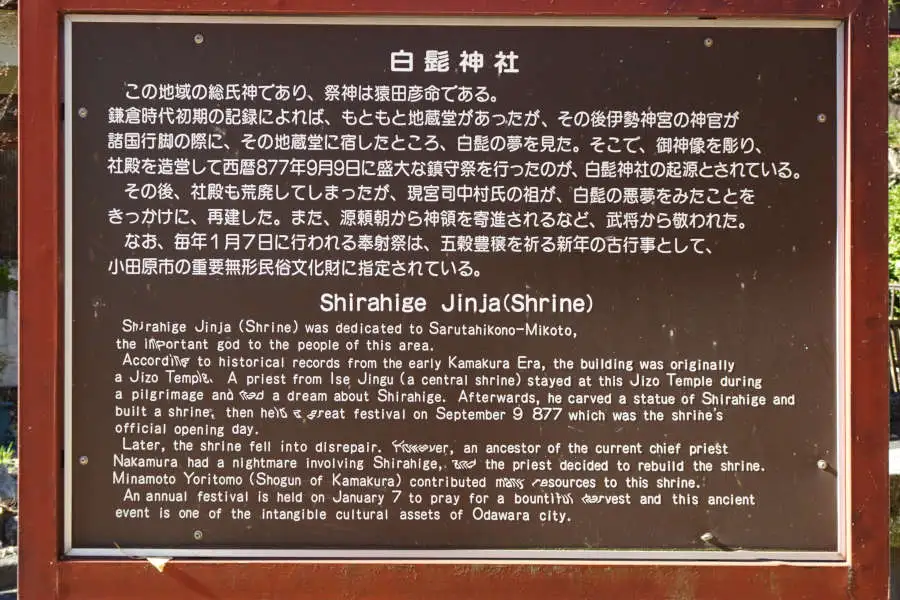 白髭神社
この地域の総氏神であり、祭神は猿田彦命である。
鎌倉時代初期の記録によれば、もともと地蔵堂があったが、その後伊勢神宮の神官が
諸国行脚の際に、その地蔵堂に宿したところ、白髭の夢を見た。そこで、御神像を彫り、
社殿を造営して西暦877年9月9日に盛大な鎮守祭を行ったのが、白髭神社の起源とされている。
その後、社殿も荒廃してしまったが、現宮司中村氏の祖が、白髭の悪夢をみたことを
きっかけに、再建した。また、源頼朝から神領を寄進されるなど、武将から敬われた。
なお、毎年1月7日に行われる奉射祭は、五穀豊穣を祈る新年の古行事として、
小田原市の重要無形民俗文化財に指定されている。
Shirahige Jinja(Shrine)
Shirahige Jinja (Shrine) was dedicated to Sarutahikono-Mikoto,
the important god to the people of this area.
According to historical records from the early Kamakura Era, the building was originally
a Jizo Temple. A priest from Ise Jingu (a central shrine) stayed at this Jizo Temple during
a pilgrimage and had a dream about Shirahige. Afterwards, he carved a statue of Shirahige and
built a shrine, then held a great festival on September 9 877 which was the shrine's
official opening day.
Later, the shrine fell into disrepair. However, an ancestor of the current chief priest
Nakamura had a nightmare involving Shirahige, and the priest decided to rebuild the shrine.
Minamoto Yoritomo (Shogun of Kamakura) contributed many resources to this shrine.
An annual festival is held on January 7 to pray for a bountiful harvest and this ancient
event is one of the intangible cultural assets of Odawara city.